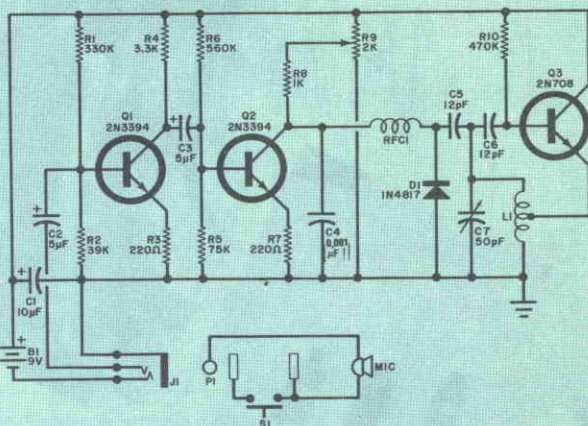 R1
330K
R4
3.3K
R6
560K
R9
2K
R10
470K
Q3
2N708
R8
1K
Q1
2N3394
C3
5µF
Q2
2N3394
RFC1
C5
12pF
C6
12pF
D1
1N4817
C7
50pF
L1
C2
5µF
R2
39K
R3
220Ω
R5
75K
R7
220Ω
C4
0.001
µF
C1
10µF
B1
9V
J1
P1
S1
MIC